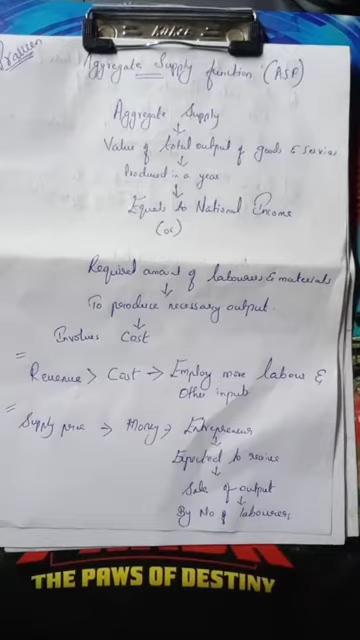 Praveen
Aggregate Supply function (ASF)
Aggregate Supply
↓
Value of total output of goods & services
↓
Produced in a year
↓
Equals to National Income
(or)
Required amount of labourers & materials
↓
To produce necessary output.
↓
Involves Cost
=
Revenue > Cost → Employ more labour &
Other inputs
=
Supply price → Money → Entrepreneur
↓
Expected to receive
↓
Sale of output
↓
By No of labourers
THE PAWS OF DESTINY